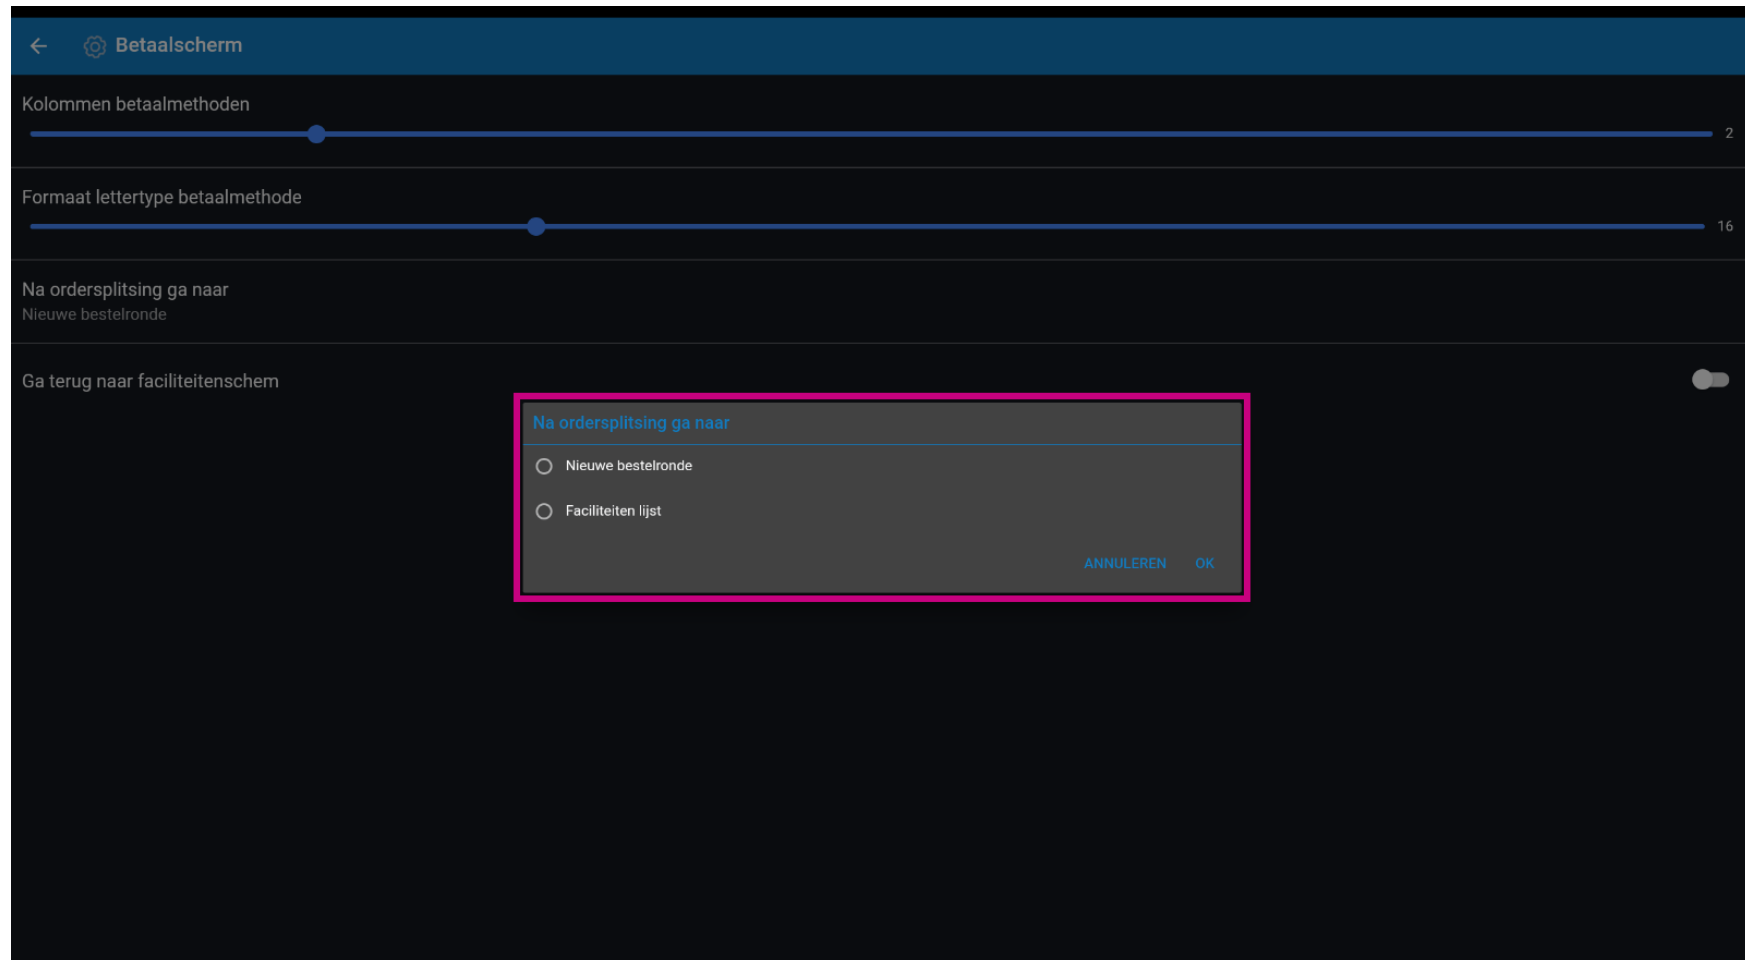 Betaalscherm
Kolommen betaalmethoden
2
Formaat lettertype betaalmethode
16
Na ordersplitsing ga naar
Nieuwe bestelronde
Ga terug naar faciliteitenschem
Na ordersplitsing ga naar
Nieuwe bestelronde
Faciliteiten lijst
ANNULEREN OK